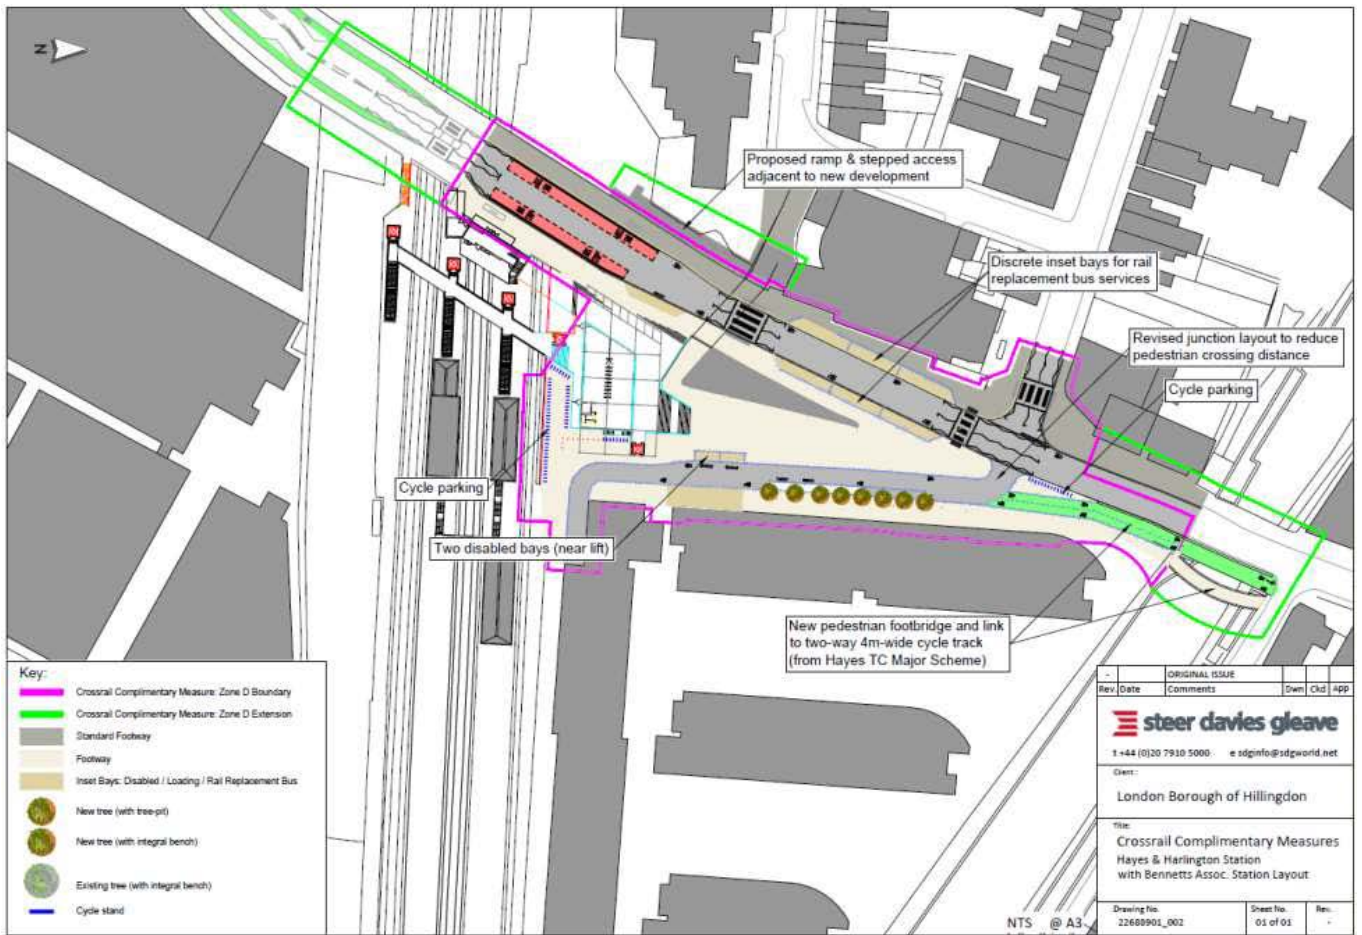 N
Proposed ramp & stepped access
adjacent to new development
Discrete inset bays for rail
replacement bus services
Revised junction layout to reduce
pedestrian crossing distance
Cycle parking
Cycle parking
Two disabled bays (near lift)
New pedestrian footbridge and link
to two-way 4m-wide cycle track
(from Hayes TC Major Scheme)
Key:
Crossrail Complimentary Measure: Zone D Boundary
Crossrail Complimentary Measure: Zone D Extension
Standard Footway
Footway
Inset Bays: Disabled / Loading / Rail Replacement Bus
New tree (with tree-pit)
New tree (with integral bench)
Existing tree (with integral bench)
Cycle stand
NTS @ A3
- ORIGINAL ISSUE
Rev. Date Comments Dwn Ckd APP
steer davies gleave
t +44 (0)20 7910 5000 e sdginfo@sdgworld.net
Client:
London Borough of Hillingdon
Title:
Crossrail Complimentary Measures
Hayes & Harlington Station
with Bennetts Assoc. Station Layout
Drawing No. Sheet No. Rev.
22688901_002 01 of 01 -